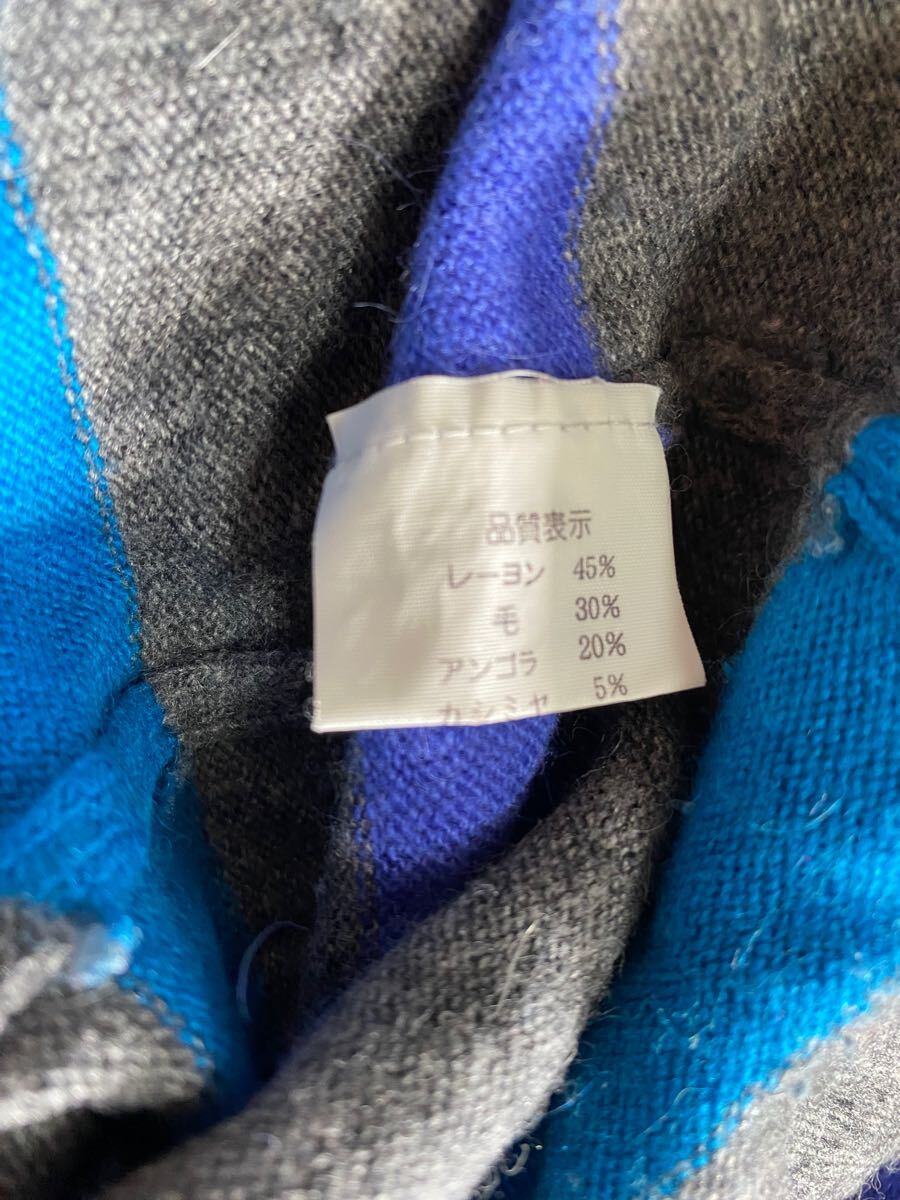 品質表示
レーヨン 45%
毛 30%
アンゴラ 20%
カシミヤ 5%